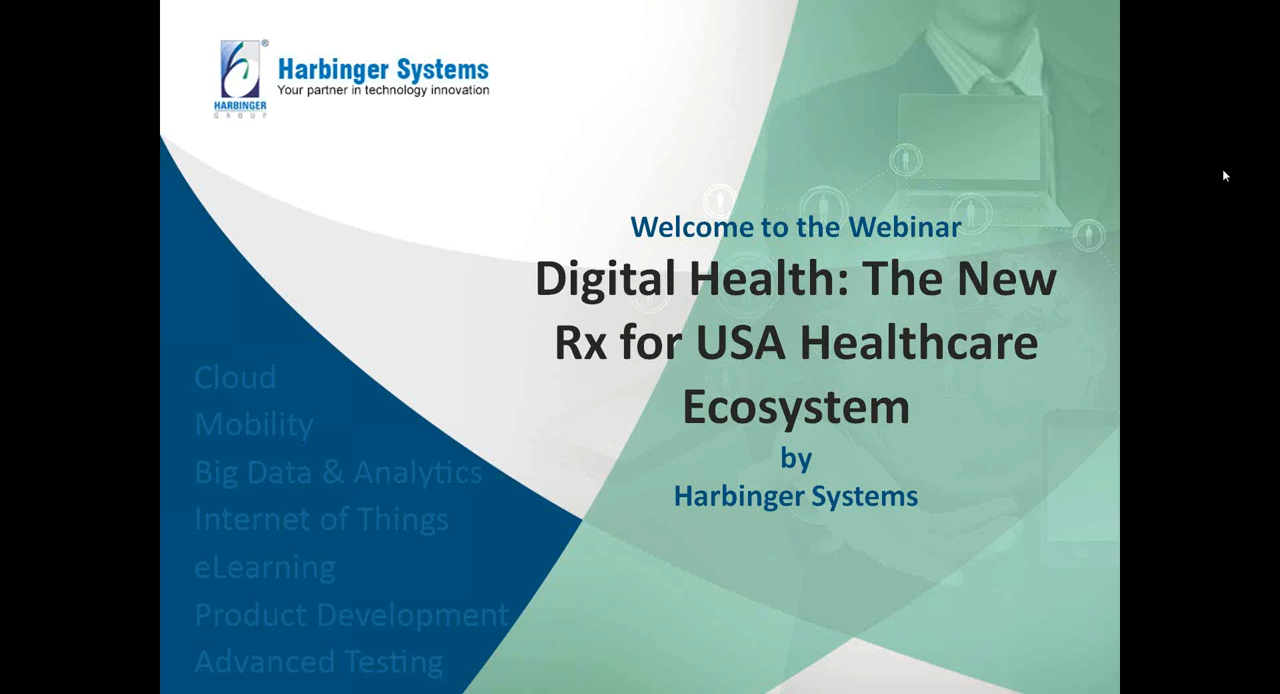 Harbinger Systems
Your partner in technology innovation
HARBINGER
GROUP
®
Welcome to the Webinar
Digital Health: The New
Rx for USA Healthcare
Ecosystem
by
Harbinger Systems
Cloud
Mobility
Big Data & Analytics
Internet of Things
eLearning
Product Development
Advanced Testing